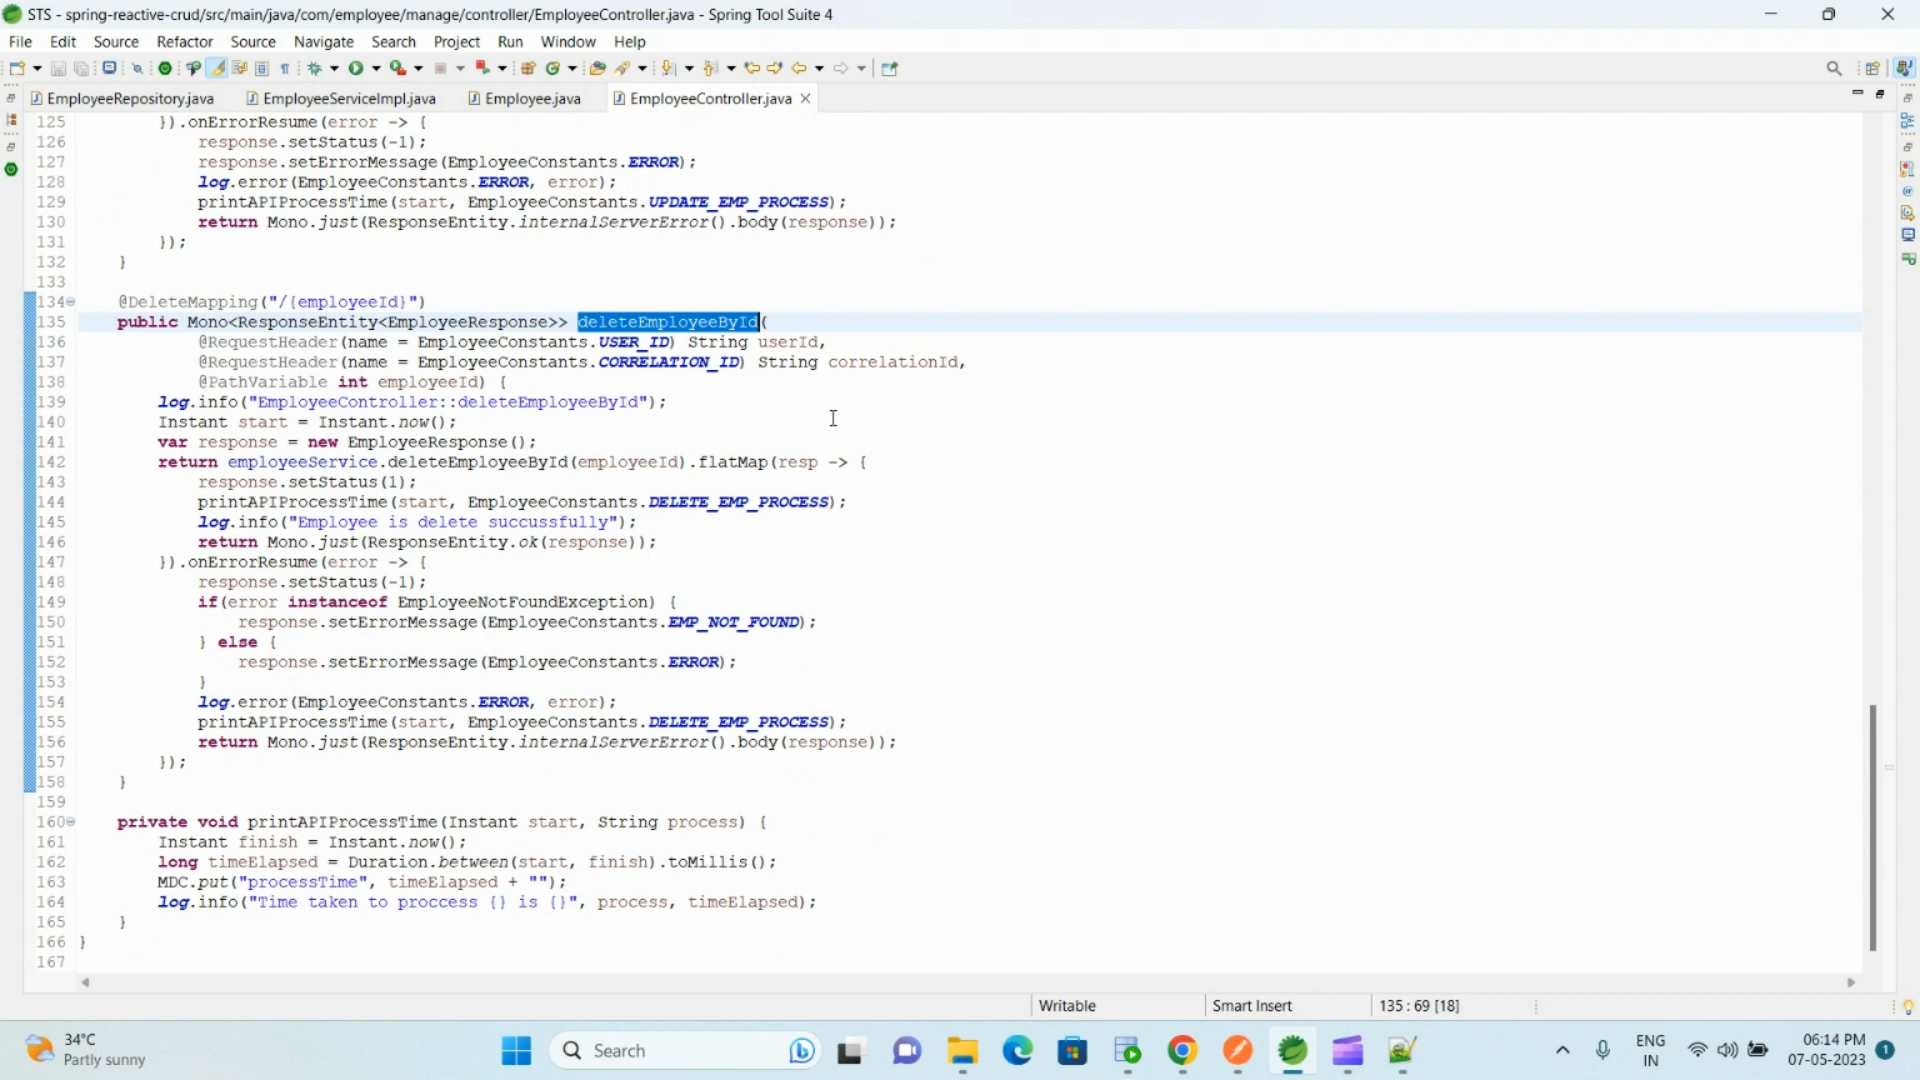 STS - spring-reactive-crud/src/main/java/com/employee/manage/controller/EmployeeController.java - Spring Tool Suite 4
File Edit Source Refactor Source Navigate Search Project Run Window Help
EmployeeRepository.java EmployeeServiceImpl.java Employee.java EmployeeController.java
125 }).onErrorResume(error -> {
126 response.setStatus(-1);
127 response.setErrorMessage(EmployeeConstants.ERROR);
128 log.error(EmployeeConstants.ERROR, error);
129 printAPIProcessTime(start, EmployeeConstants.UPDATE_EMP_PROCESS);
130 return Mono.just(ResponseEntity.internalServerError().body(response));
131 });
132 }
133
134 @DeleteMapping("/{employeeId}")
135 public Mono<ResponseEntity<EmployeeResponse>> deleteEmployeeById(
136 @RequestHeader(name = EmployeeConstants.USER_ID) String userId,
137 @RequestHeader(name = EmployeeConstants.CORRELATION_ID) String correlationId,
138 @PathVariable int employeeId) {
139 log.info("EmployeeController::deleteEmployeeById");
140 Instant start = Instant.now();
141 var response = new EmployeeResponse();
142 return employeeService.deleteEmployeeById(employeeId).flatMap(resp -> {
143 response.setStatus(1);
144 printAPIProcessTime(start, EmployeeConstants.DELETE_EMP_PROCESS);
145 log.info("Employee is delete succussfully");
146 return Mono.just(ResponseEntity.ok(response));
147 }).onErrorResume(error -> {
148 response.setStatus(-1);
149 if(error instanceof EmployeeNotFoundException) {
150 response.setErrorMessage(EmployeeConstants.EMP_NOT_FOUND);
151 } else {
152 response.setErrorMessage(EmployeeConstants.ERROR);
153 }
154 log.error(EmployeeConstants.ERROR, error);
155 printAPIProcessTime(start, EmployeeConstants.DELETE_EMP_PROCESS);
156 return Mono.just(ResponseEntity.internalServerError().body(response));
157 });
158 }
159
160 private void printAPIProcessTime(Instant start, String process) {
161 Instant finish = Instant.now();
162 long timeElapsed = Duration.between(start, finish).toMillis();
163 MDC.put("processTime", timeElapsed + "");
164 log.info("Time taken to proccess {} is {}", process, timeElapsed);
165 }
166 }
167
Writable Smart Insert 135 : 69 [18]
34°C
Partly sunny
Search
ENG
IN
06:14 PM
07-05-2023
1